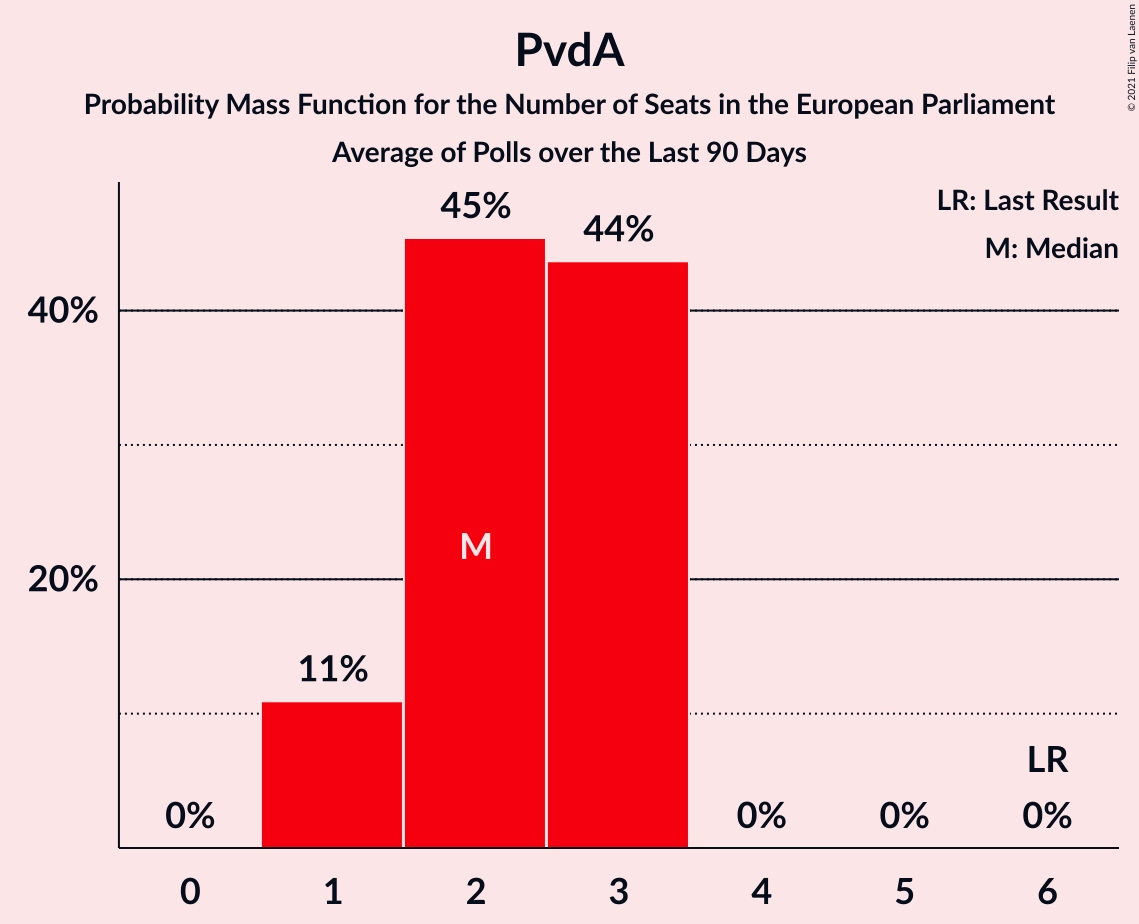 PvdA
Probability Mass Function for the Number of Seats in the European Parliament
Average of Polls over the Last 90 Days
© 2021 Filip van Laenen
LR: Last Result
M: Median
45%
44%
40%
M
20%
11%
LR
0%
0%
0%
0%
0 1 2 3 4 5 6